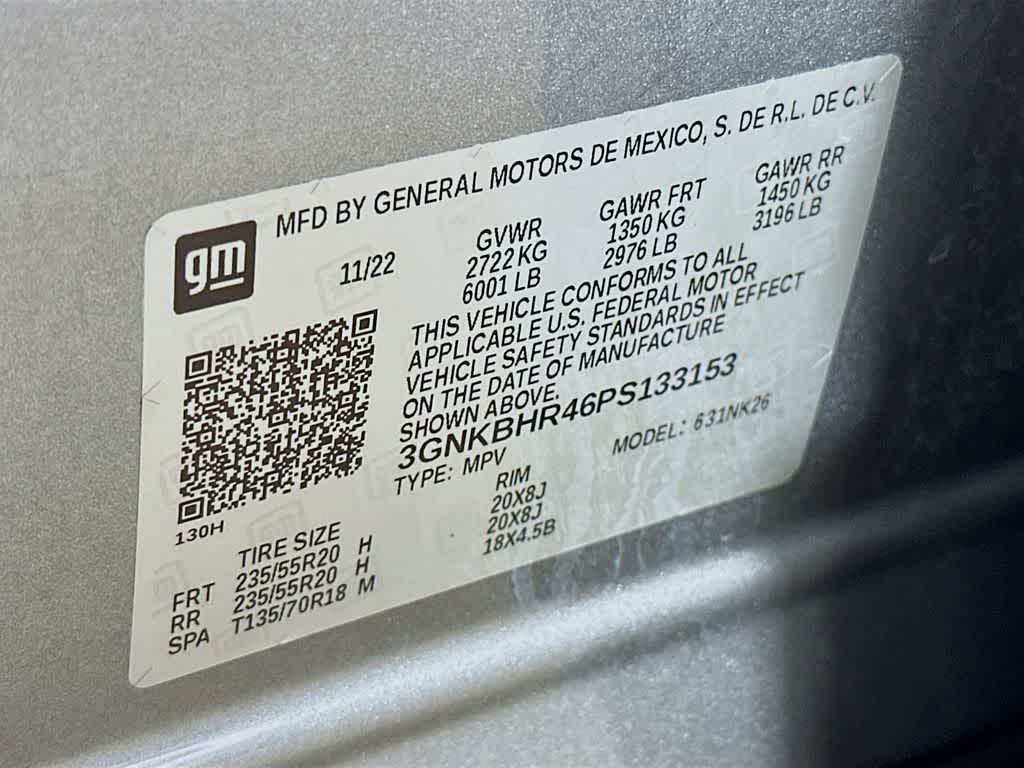 MFD BY GENERAL MOTORS DE MEXICO, S. DE R.L. DE C.V.
gm
11/22
GVWR GAWR FRT GAWR RR
2722 KG 1350 KG 1450 KG
6001 LB 2976 LB 3196 LB
THIS VEHICLE CONFORMS TO ALL
APPLICABLE U.S. FEDERAL MOTOR
VEHICLE SAFETY STANDARDS IN EFFECT
ON THE DATE OF MANUFACTURE
SHOWN ABOVE.
3GNKBHR46PS133153
TYPE: MPV MODEL: 631NK26
130H
TIRE SIZE RIM
FRT 235/55R20 H 20X8J
RR 235/55R20 H 20X8J
SPA T135/70R18 M 18X4.5B